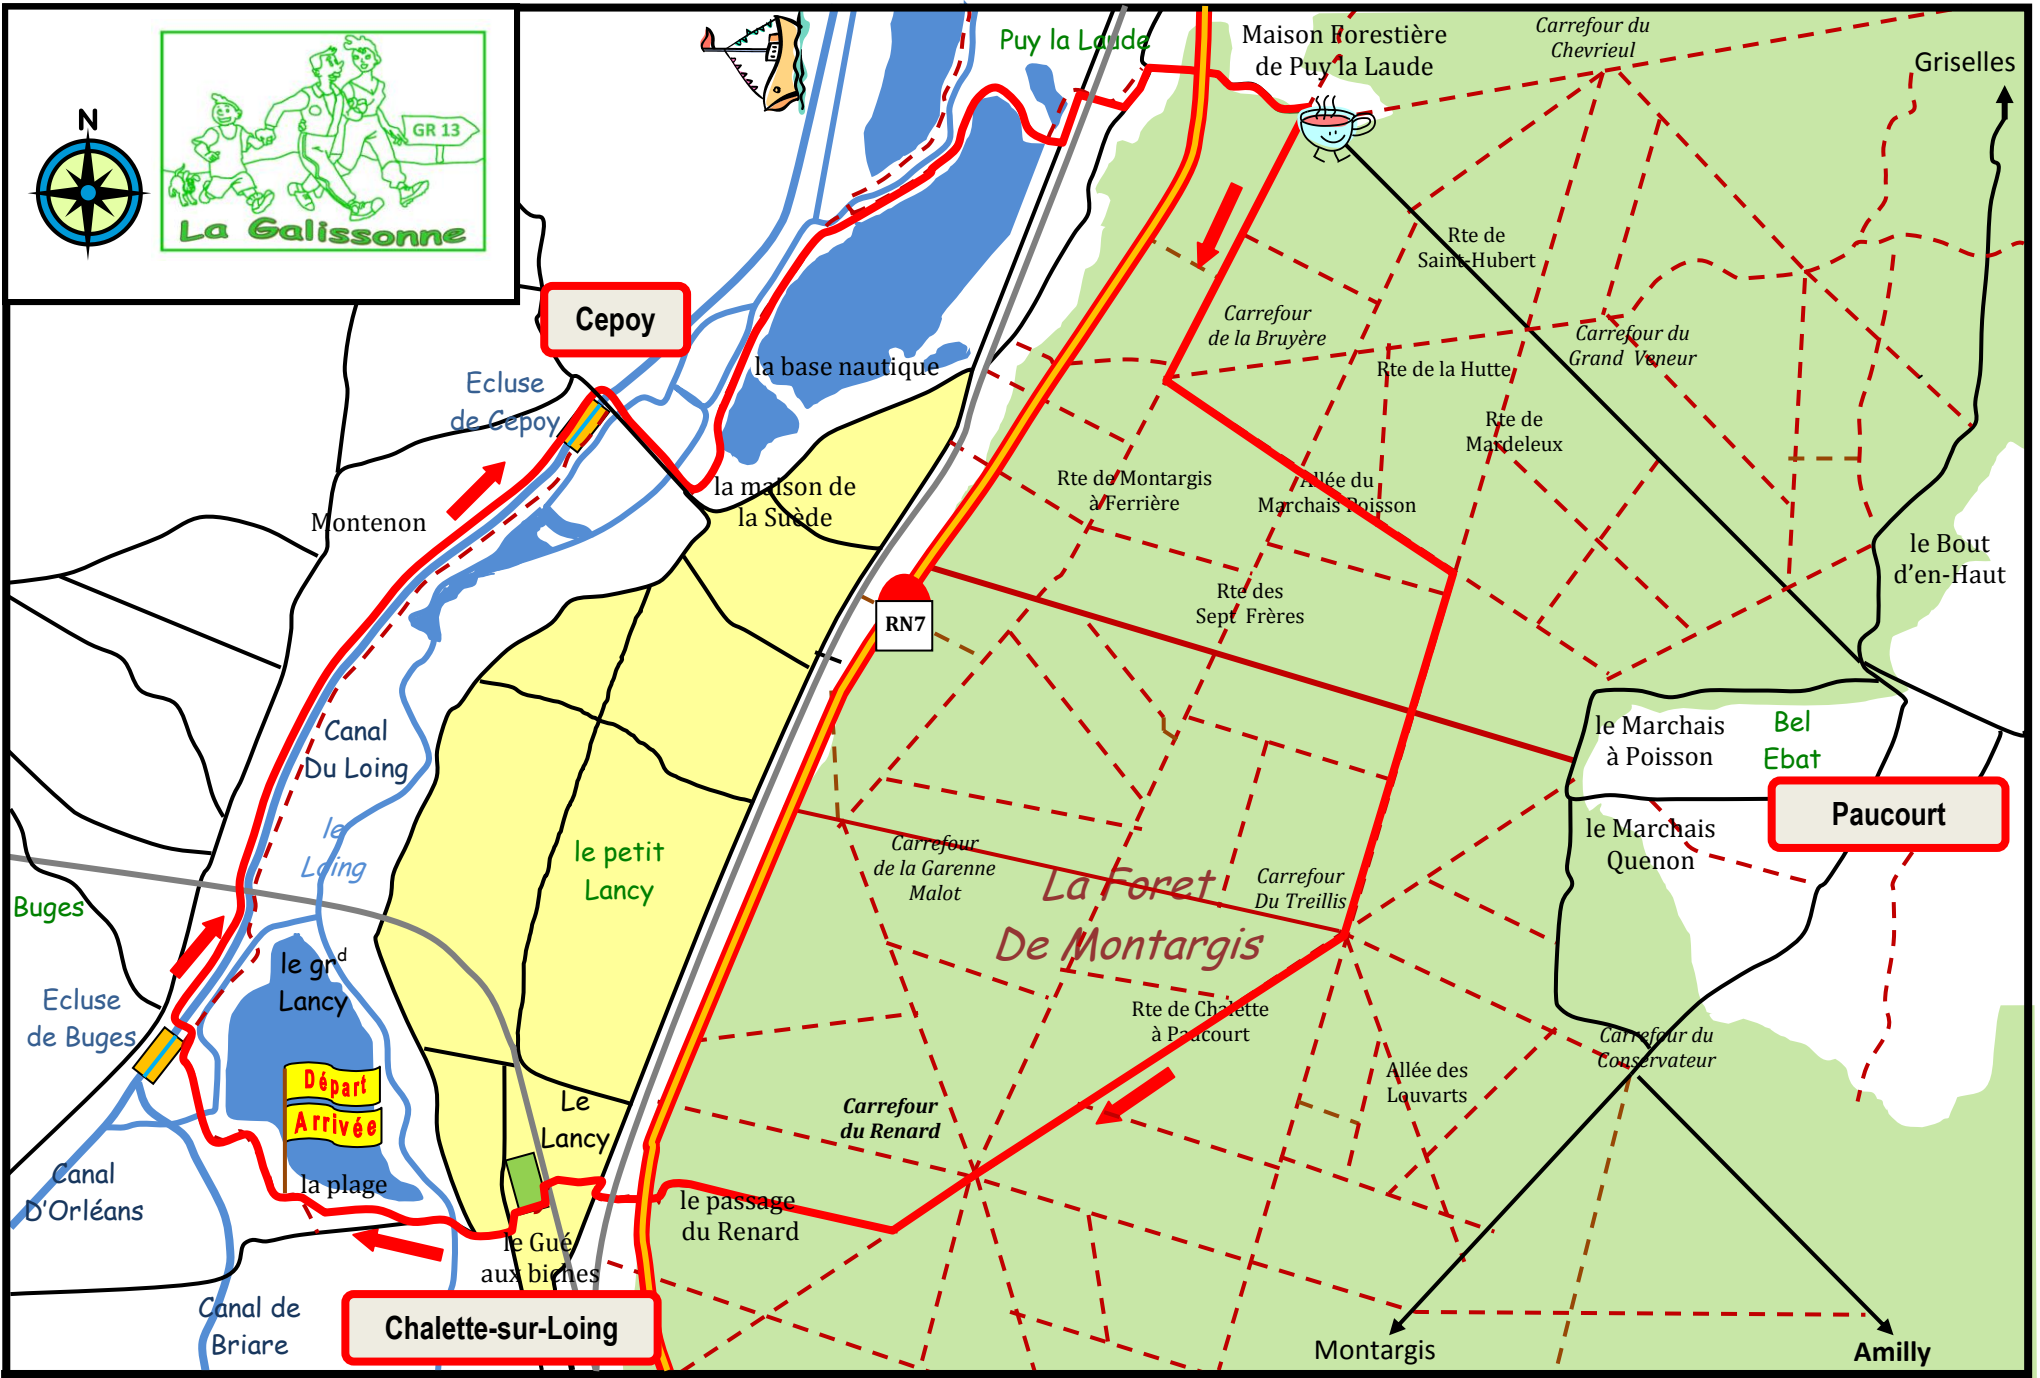 N
GR 13
La Galissonne
Puy la Laude
Maison Forestière
de Puy la Laude
Carrefour du
Chevrieul
Griselles
Rte de
Saint-Hubert
Cepoy
Carrefour
de la Bruyère
Carrefour du
Grand Veneur
la base nautique
Rte de la Hutte
Ecluse
de Cepoy
Rte de
Mardeleux
la maison de
la Suède
Rte de Montargis
à Ferrière
Allée du
Marchais Poisson
Montenon
le Bout
d'en-Haut
Rte des
Sept Frères
RN7
Canal
Du Loing
le Marchais
à Poisson
Bel
Ebat
Paucourt
le
Loing
le petit
Lancy
Carrefour
de la Garenne
Malot
La Foret
De Montargis
Carrefour
Du Treillis
le Marchais
Quenon
Buges
le grd
Lancy
Ecluse
de Buges
Rte de Chalette
à Paucourt
Carrefour du
Conservateur
Départ
Arrivée
Allée des
Louvarts
Le
Lancy
Carrefour
du Renard
la plage
Canal
D'Orléans
le passage
du Renard
le Gué
aux biches
Canal de
Briare
Chalette-sur-Loing
Montargis
Amilly